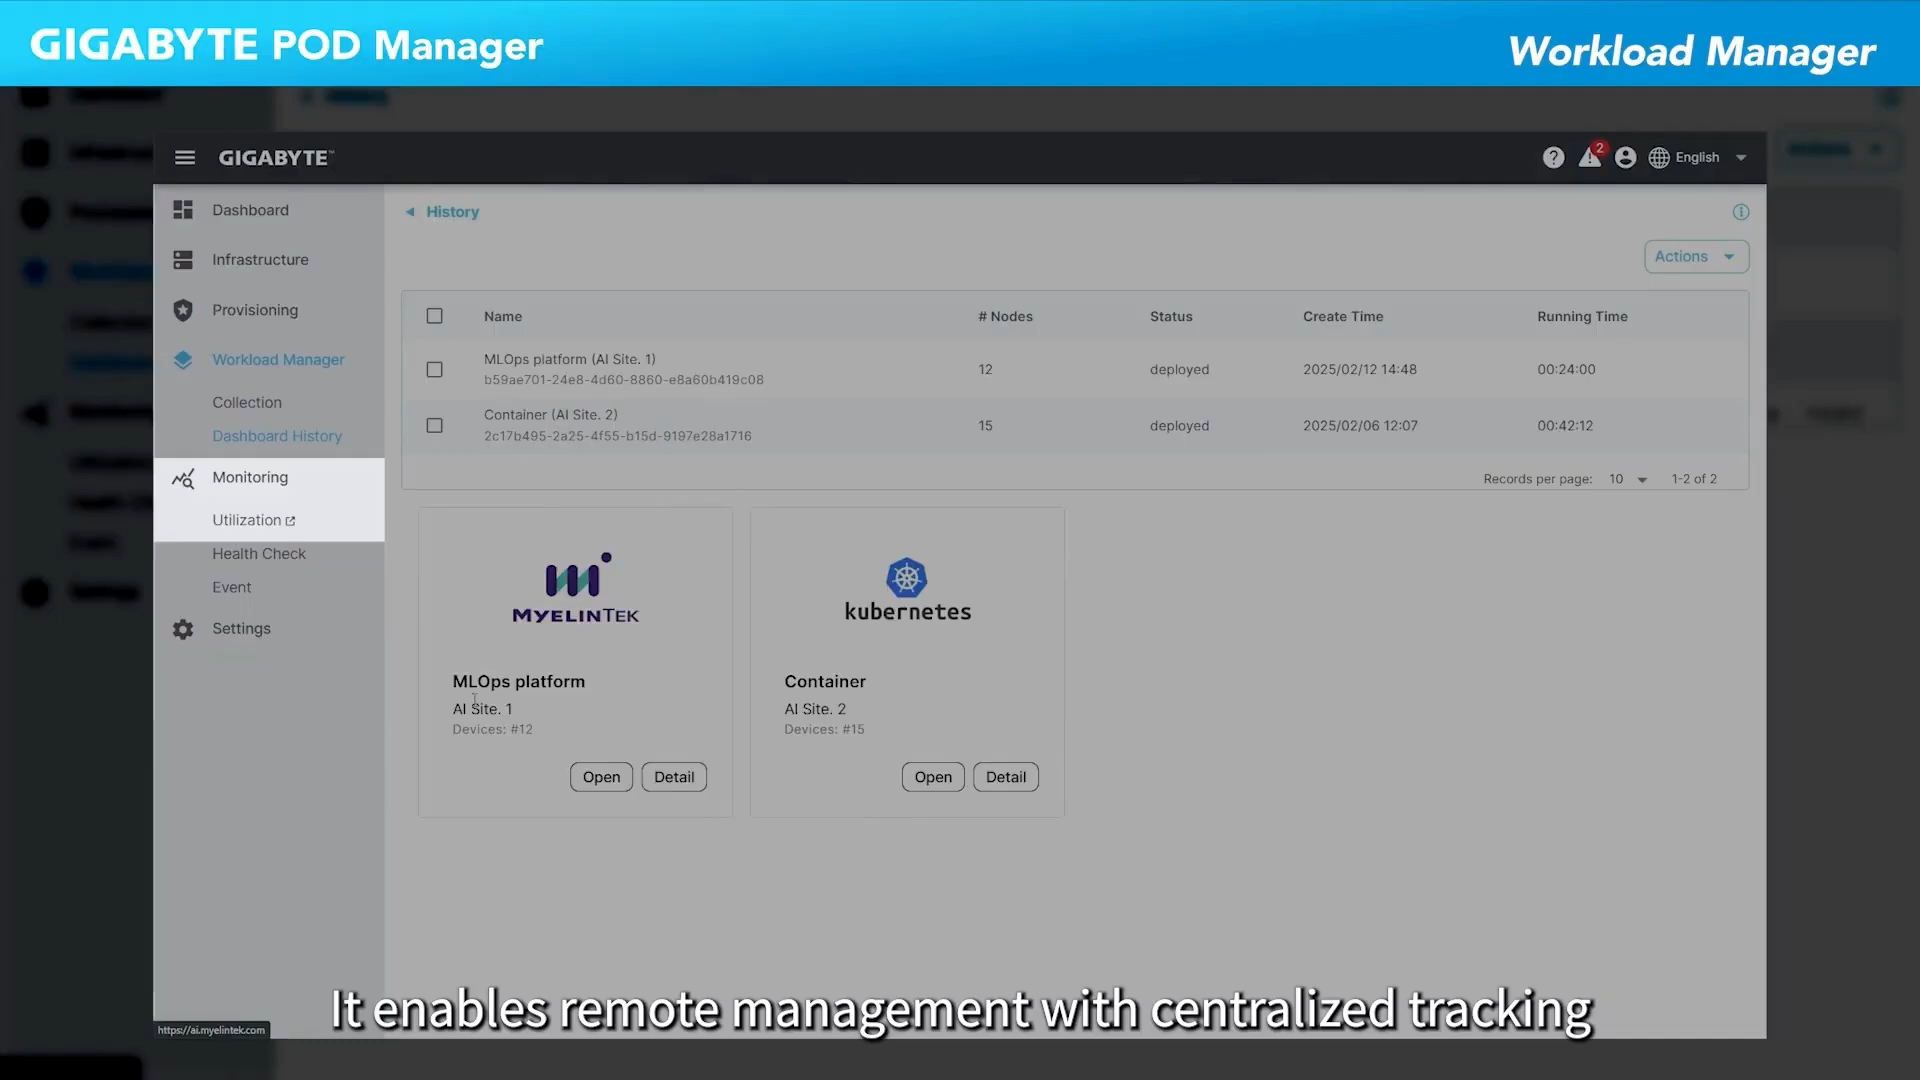 GIGABYTE POD Manager
Workload Manager
GIGABYTE™
2
English
Dashboard
Infrastructure
Provisioning
Workload Manager
Collection
Dashboard History
Monitoring
Utilization
Health Check
Event
Settings
History
Actions
Name # Nodes Status Create Time Running Time
MLOps platform (AI Site. 1)
b59ae701-24e8-4d60-8860-e8a60b419c08
12 deployed 2025/02/12 14:48 00:24:00
Container (AI Site. 2)
2c17b495-2a25-4f55-b15d-9197e28a1716
15 deployed 2025/02/06 12:07 00:42:12
Records per page: 10 1-2 of 2
MYELINTEK
MLOps platform
AI Site. 1
Devices: #12
Open Detail
kubernetes
Container
AI Site. 2
Devices: #15
Open Detail
It enables remote management with centralized tracking
https://ai.myelintek.com